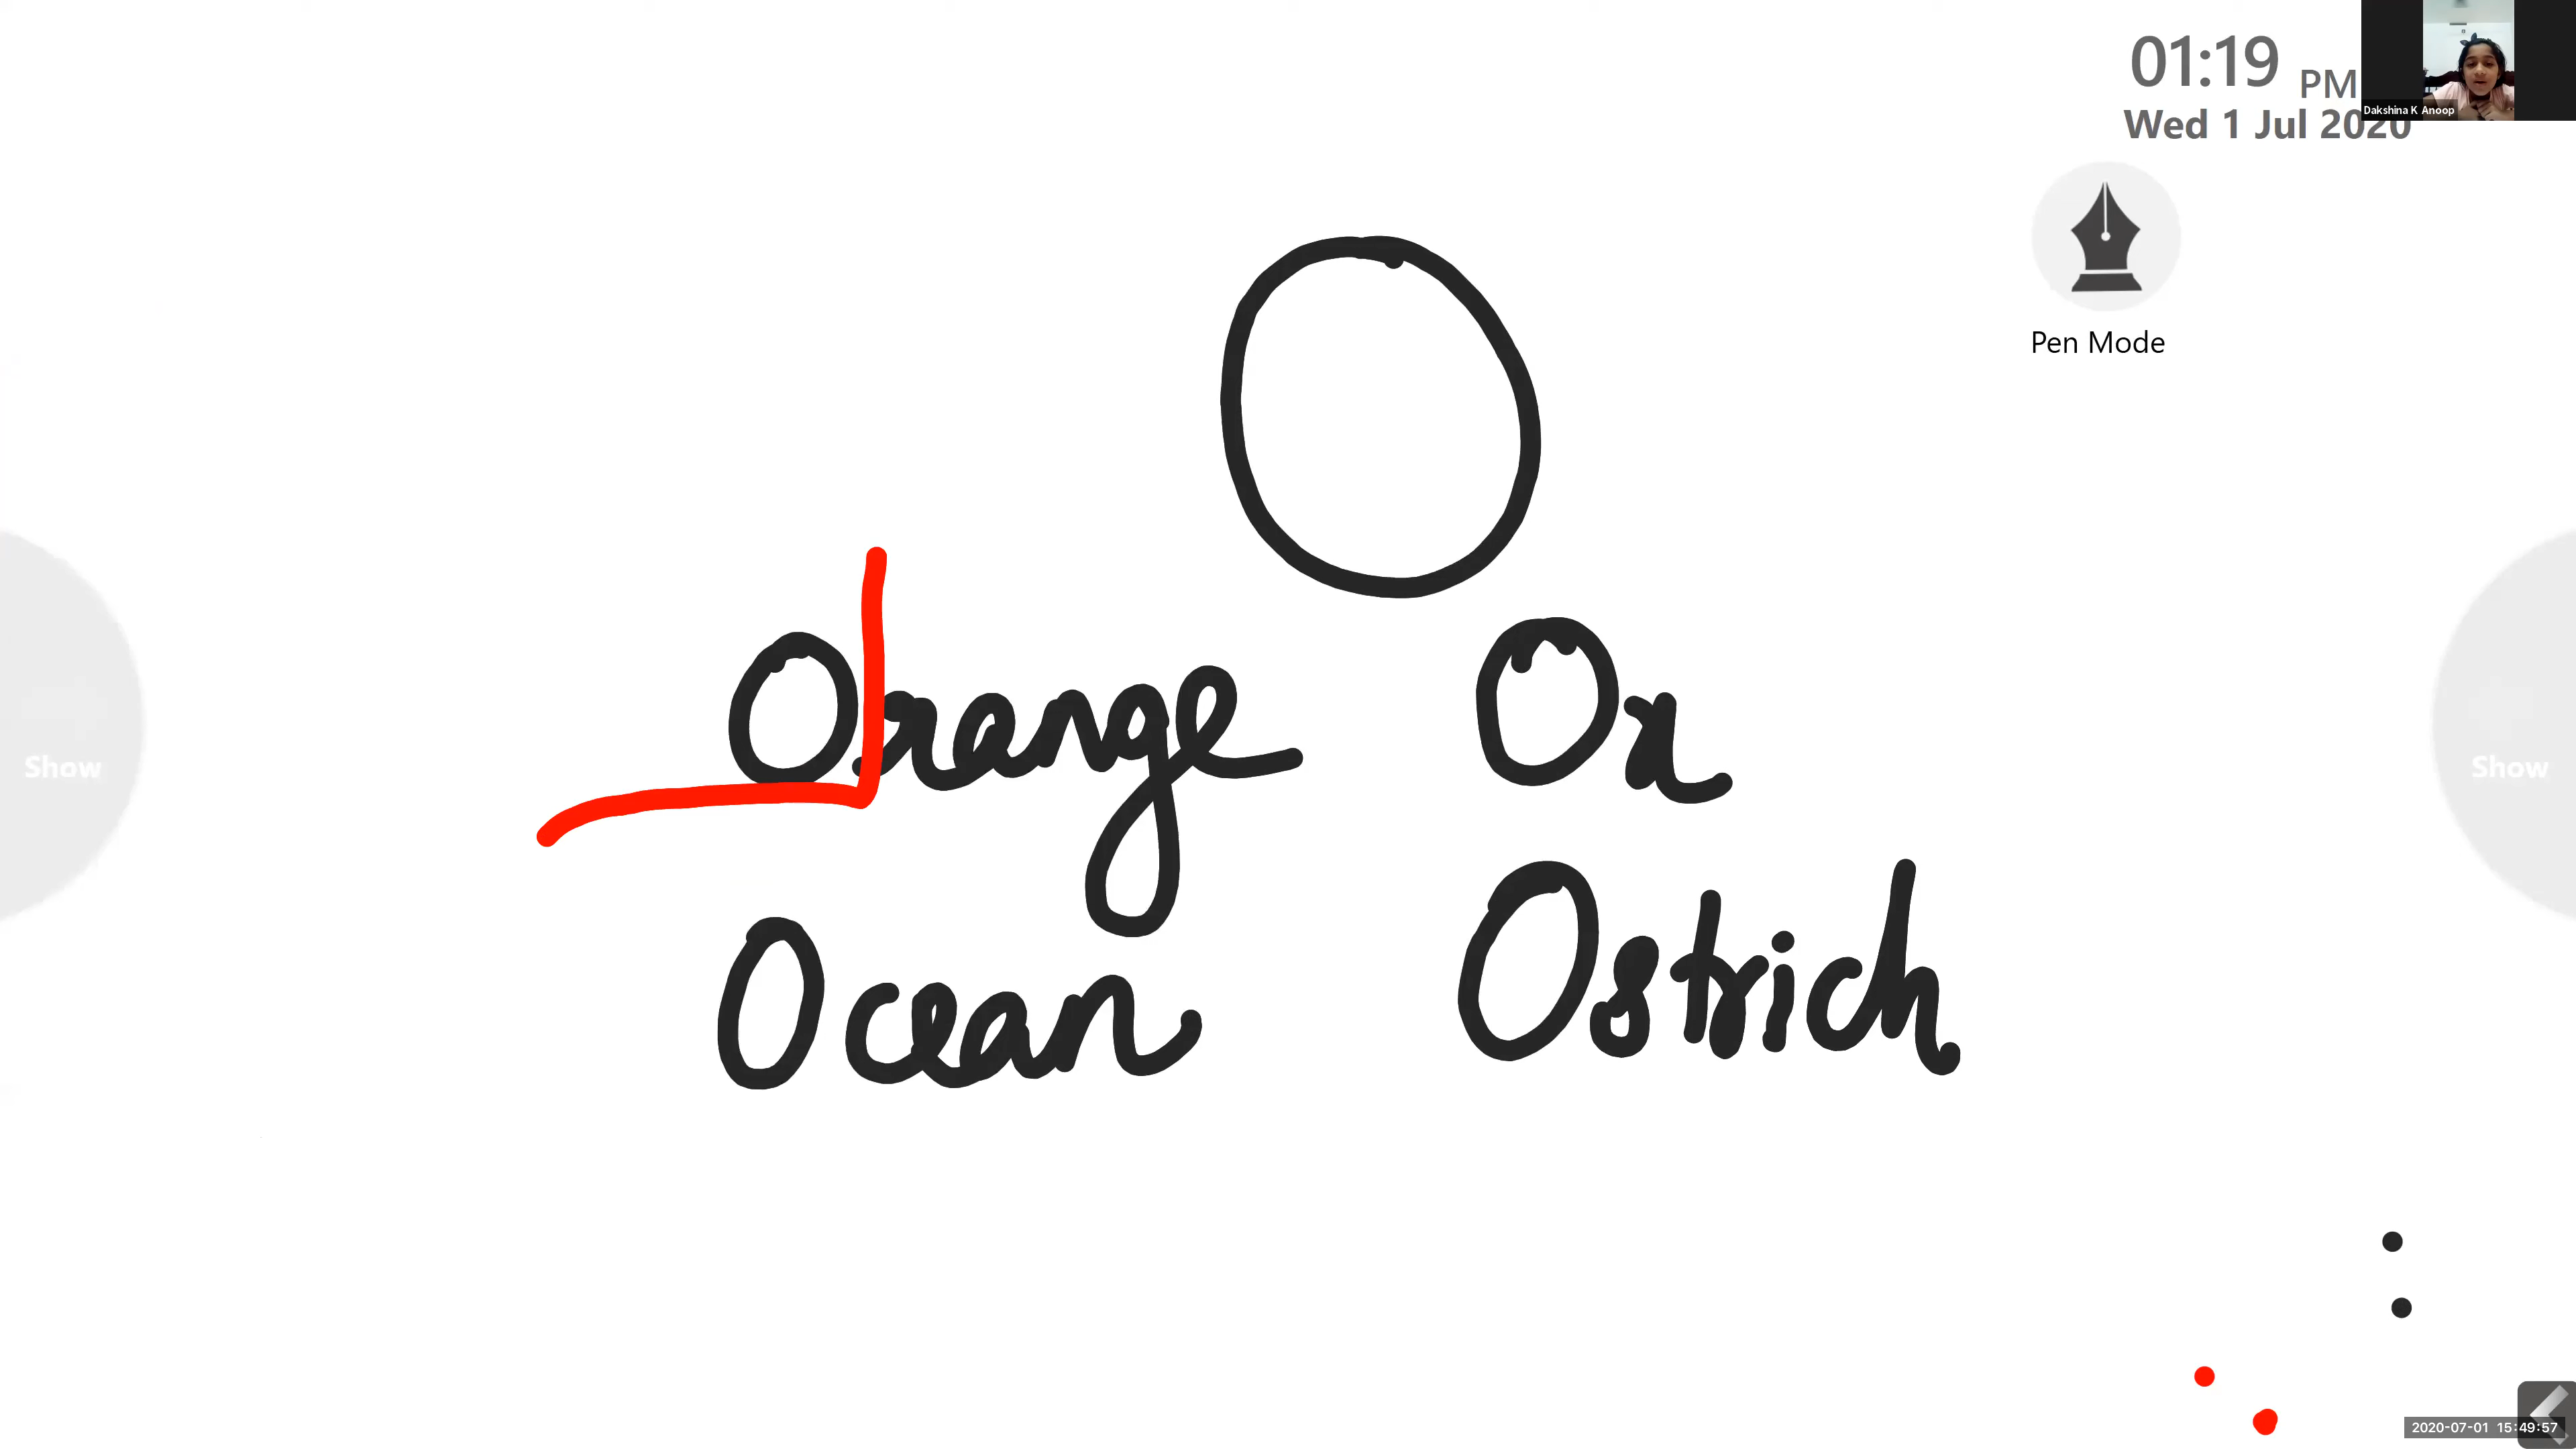 01:19 PM
Dakshina K Anoop
Wed 1 Jul 2020
Pen Mode
O
Orange Ox
Show Show
Ocean Ostrich
2020-07-01 15:49:57